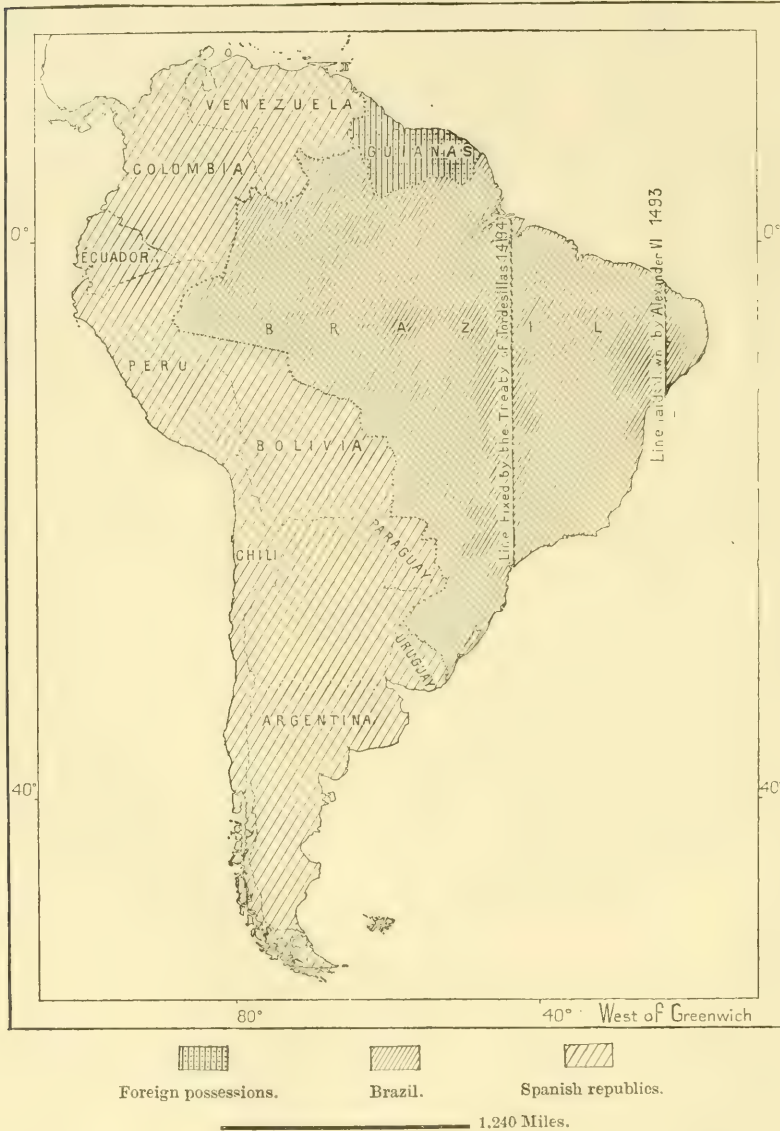 VENEZUELA
GUIANAS
COLOMBIA
0° 0°
ECUADOR
BRAZIL
PERU
BOLIVIA
CHILI
PARAGUAY
URUGUAY
ARGENTINA
Line fixed by the Treaty of Tordesillas 1494
Line laid down by Alexander VI 1493
40° 40°
80° 40° West of Greenwich
Foreign possessions. Brazil. Spanish republics.
1,240 Miles.